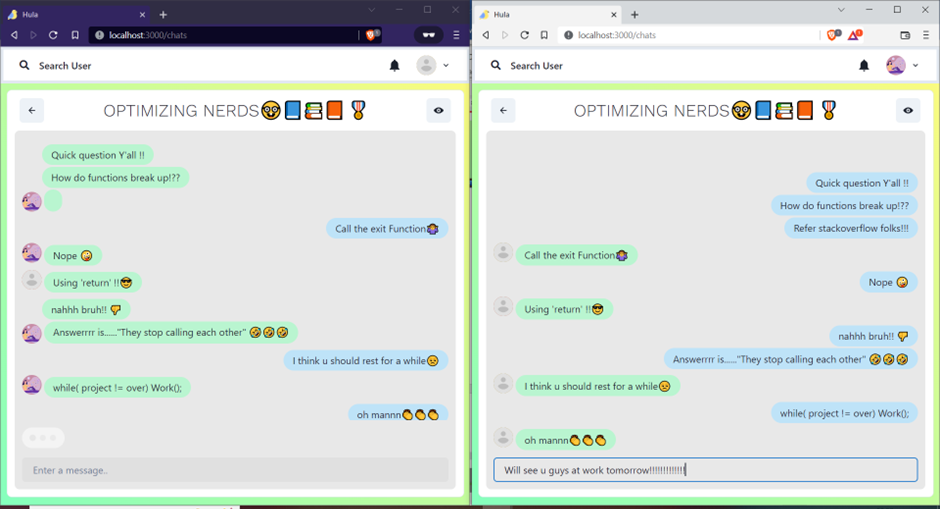 Hula
localhost:3000/chats
Search User
OPTIMIZING NERDS🤓📘📚📕🎖️
Quick question Y'all !!
How do functions break up!??
Call the exit Function🤷‍♀️
Nope 🤪
Using 'return' !!😎
nahhh bruh!! 👎
Answerrrr is......"They stop calling each other" 🤣🤣🤣
I think u should rest for a while😣
while( project != over) Work();
oh mannn👏👏👏
Enter a message..
Hula
localhost:3000/chats
Search User
OPTIMIZING NERDS🤓📘📚📕🎖️
Quick question Y'all !!
How do functions break up!??
Refer stackoverflow folks!!!
Call the exit Function🤷‍♀️
Nope 🤪
Using 'return' !!😎
nahhh bruh!! 👎
Answerrrr is......"They stop calling each other" 🤣🤣🤣
I think u should rest for a while😣
while( project != over) Work();
oh mannn👏👏👏
Will see u guys at work tomorrow!!!!!!!!!!!!!